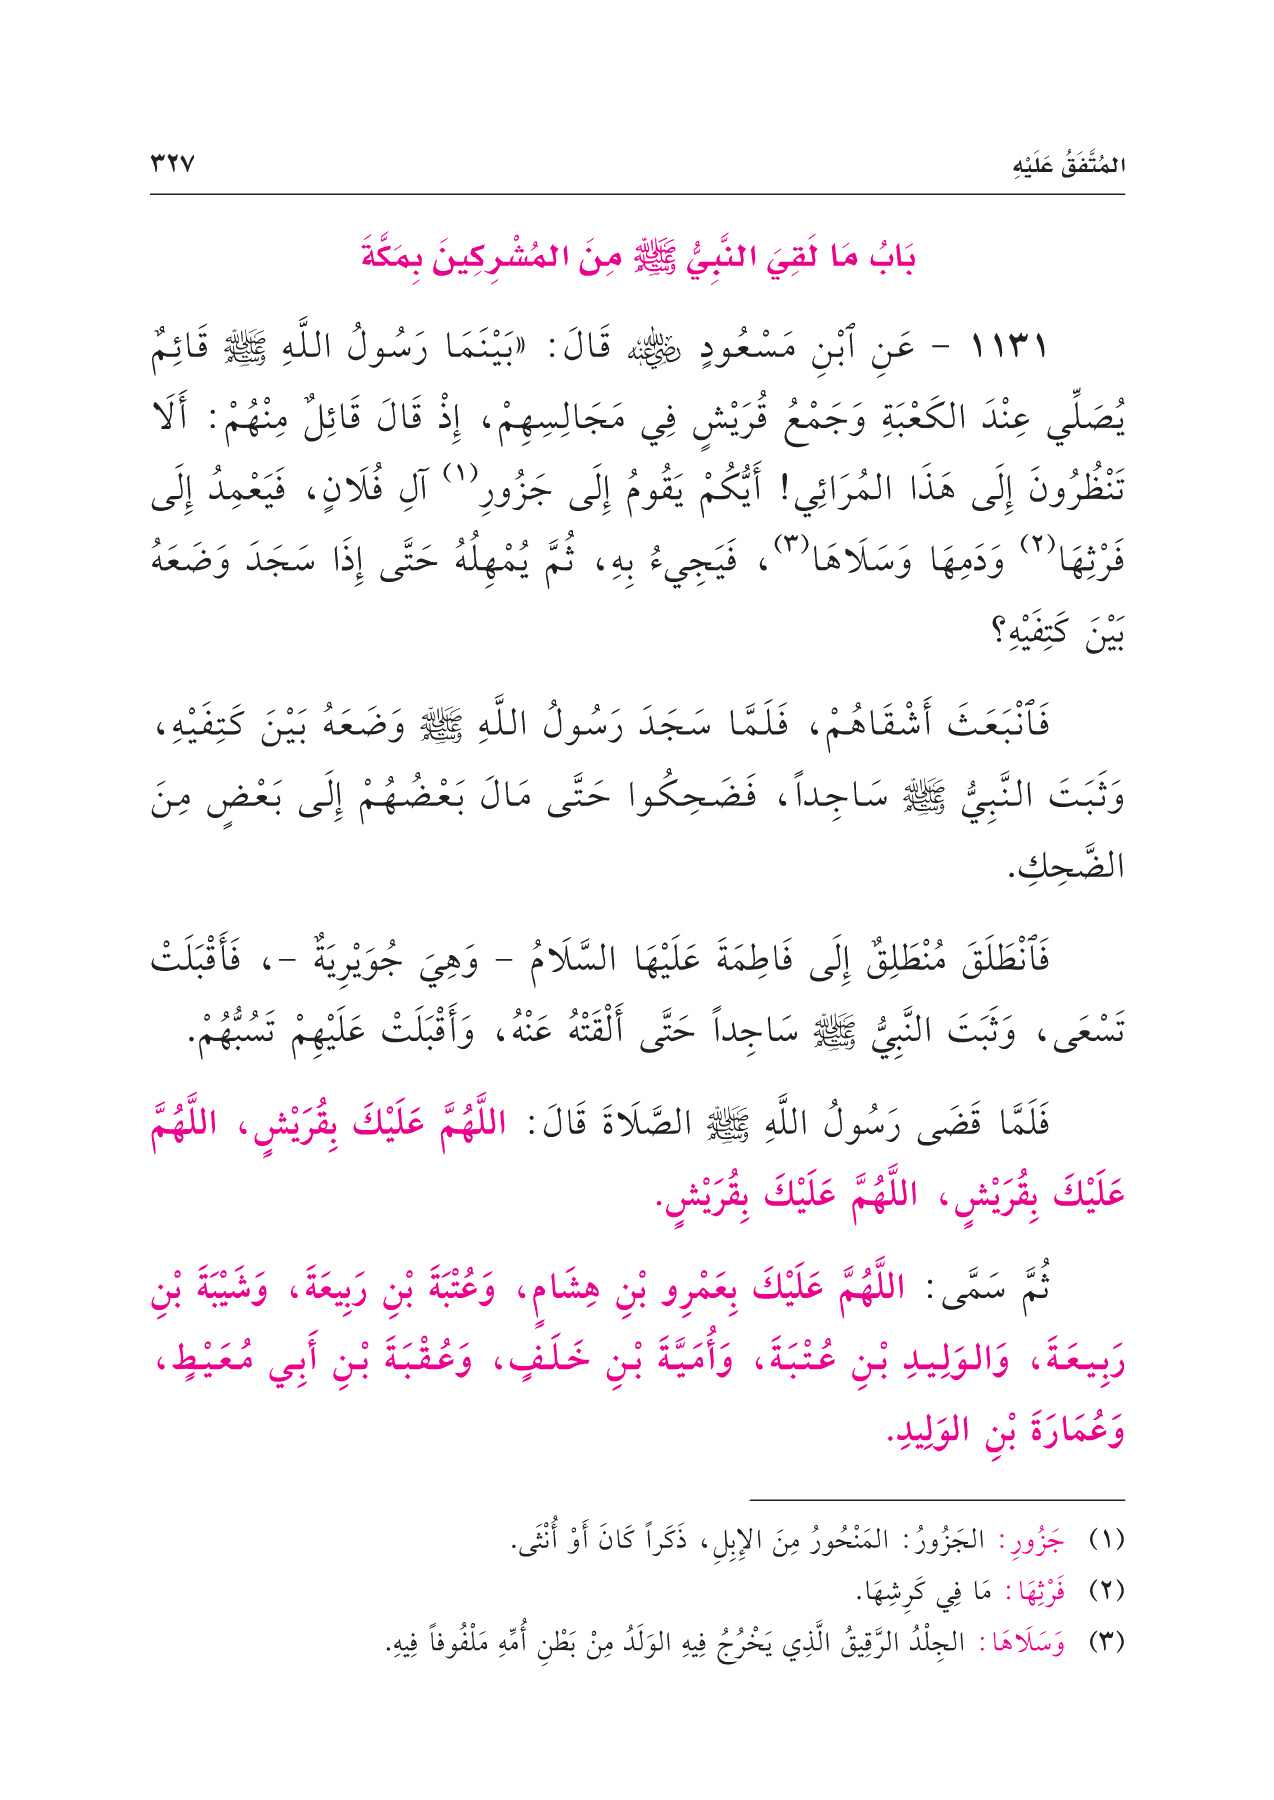 المُتَّفَقُ عَلَيْهِ ٣٢٧
بَابُ مَا لَقِيَ النَّبِيُّ ﷺ مِنَ المُشْرِكِينَ بِمَكَّةَ
١١٣١ - عَنِ ٱبْنِ مَسْعُودٍ رضي الله عنه قَالَ: «بَيْنَمَا رَسُولُ اللَّهِ ﷺ قَائِمٌ
يُصَلِّي عِنْدَ الكَعْبَةِ وَجَمْعُ قُرَيْشٍ فِي مَجَالِسِهِمْ، إِذْ قَالَ قَائِلٌ مِنْهُمْ: أَلَا
تَنْظُرُونَ إِلَى هَذَا المُرَائِي! أَيُّكُمْ يَقُومُ إِلَى جَزُورِ(١) آلِ فُلَانٍ، فَيَعْمِدُ إِلَى
فَرْثِهَا(٢) وَدَمِهَا وَسَلَاهَا(٣)، فَيَجِيءُ بِهِ، ثُمَّ يُمْهِلُهُ حَتَّى إِذَا سَجَدَ وَضَعَهُ
بَيْنَ كَتِفَيْهِ؟
فَٱنْبَعَثَ أَشْقَاهُمْ، فَلَمَّا سَجَدَ رَسُولُ اللَّهِ ﷺ وَضَعَهُ بَيْنَ كَتِفَيْهِ،
وَثَبَتَ النَّبِيُّ ﷺ سَاجِداً، فَضَحِكُوا حَتَّى مَالَ بَعْضُهُمْ إِلَى بَعْضٍ مِنَ
الضَّحِكِ.
فَٱنْطَلَقَ مُنْطَلِقٌ إِلَى فَاطِمَةَ عَلَيْهَا السَّلَامُ - وَهِيَ جُوَيْرِيَةٌ -، فَأَقْبَلَتْ
تَسْعَى، وَثَبَتَ النَّبِيُّ ﷺ سَاجِداً حَتَّى أَلْقَتْهُ عَنْهُ، وَأَقْبَلَتْ عَلَيْهِمْ تَسُبُّهُمْ.
فَلَمَّا قَضَى رَسُولُ اللَّهِ ﷺ الصَّلَاةَ قَالَ: اللَّهُمَّ عَلَيْكَ بِقُرَيْشٍ، اللَّهُمَّ
عَلَيْكَ بِقُرَيْشٍ، اللَّهُمَّ عَلَيْكَ بِقُرَيْشٍ.
ثُمَّ سَمَّى: اللَّهُمَّ عَلَيْكَ بِعَمْرِو بْنِ هِشَامٍ، وَعُتْبَةَ بْنِ رَبِيعَةَ، وَشَيْبَةَ بْنِ
رَبِيعَةَ، وَالوَلِيدِ بْنِ عُتْبَةَ، وَأُمَيَّةَ بْنِ خَلَفٍ، وَعُقْبَةَ بْنِ أَبِي مُعَيْطٍ،
وَعُمَارَةَ بْنِ الوَلِيدِ.
(١) جَزُورِ: الجَزُورُ: المَنْحُورُ مِنَ الإِبِلِ، ذَكَراً كَانَ أَوْ أُنْثَى.
(٢) فَرْثِهَا: مَا فِي كَرِشِهَا.
(٣) وَسَلَاهَا: الجِلْدُ الرَّقِيقُ الَّذِي يَخْرُجُ فِيهِ الوَلَدُ مِنْ بَطْنِ أُمِّهِ مَلْفُوفاً فِيهِ.